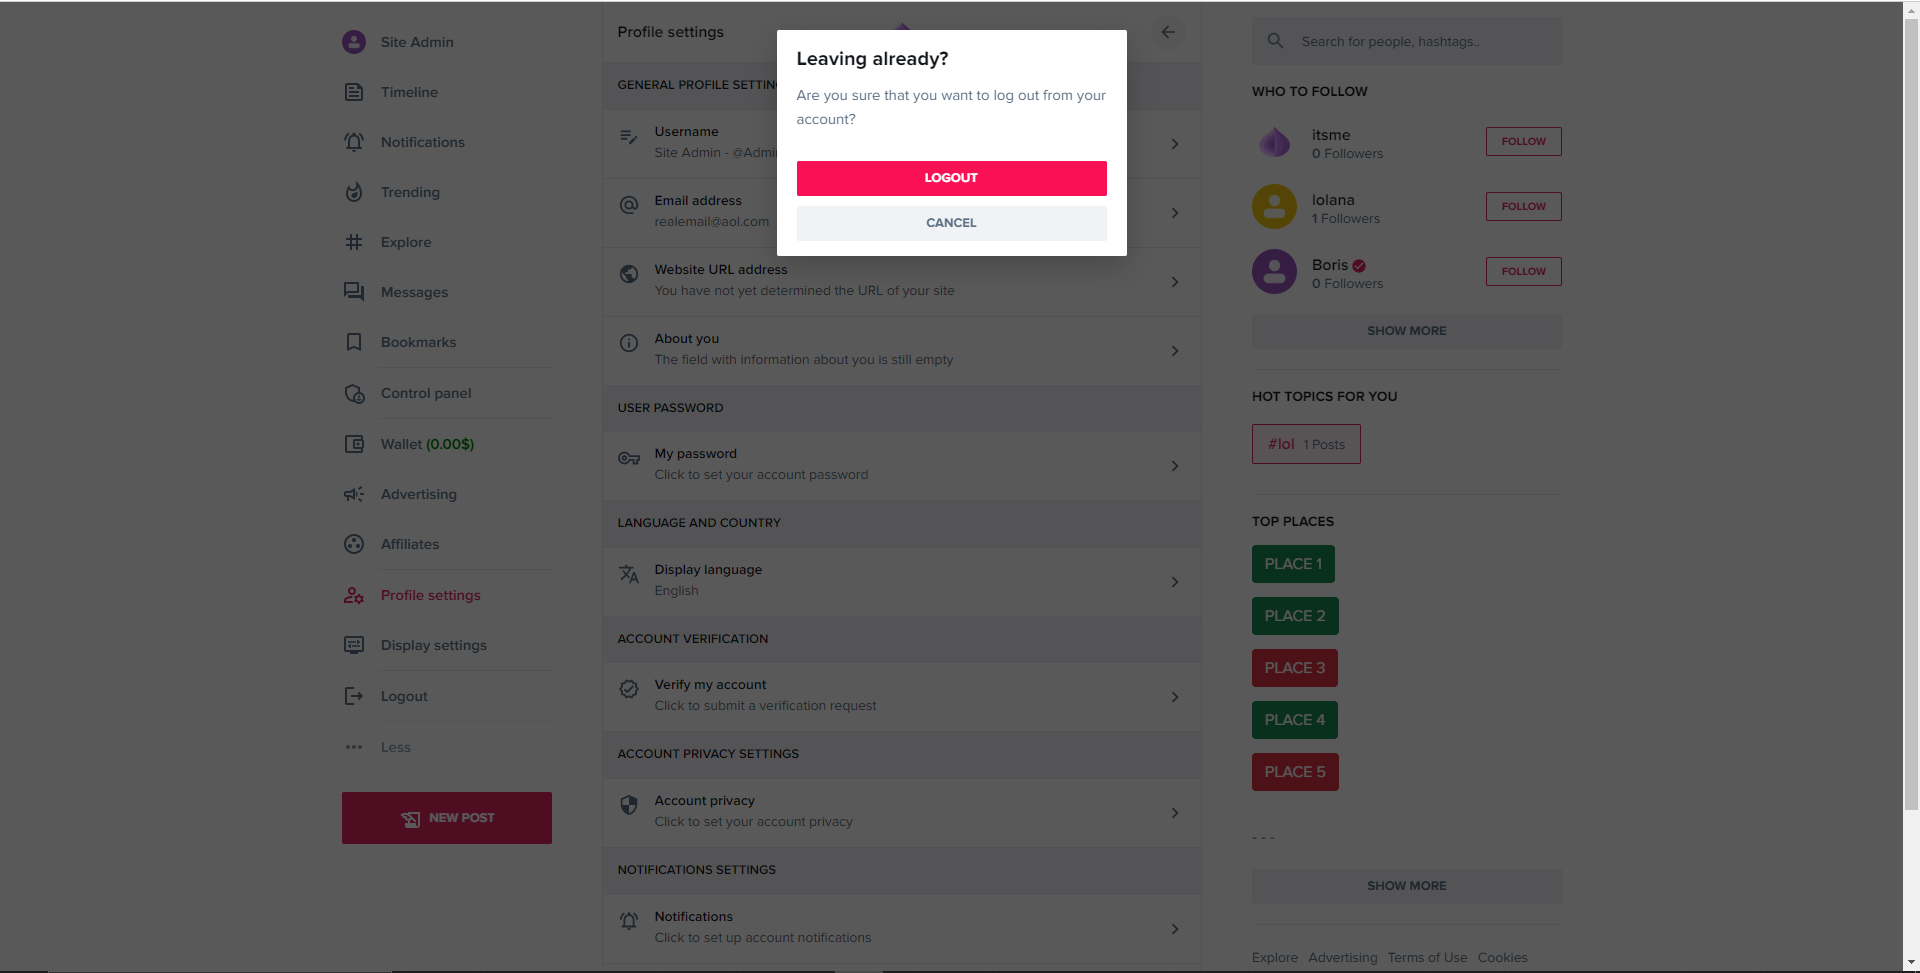 Site Admin
Timeline
Notifications
Trending
Explore
Messages
Bookmarks
Control panel
Wallet (0.00$)
Advertising
Affiliates
Profile settings
Display settings
Logout
Less
NEW POST
Profile settings
GENERAL PROFILE SETTIN
Username
Site Admin - @Admi
Email address
realemail@aol.com
Website URL address
You have not yet determined the URL of your site
About you
The field with information about you is still empty
USER PASSWORD
My password
Click to set your account password
LANGUAGE AND COUNTRY
Display language
English
ACCOUNT VERIFICATION
Verify my account
Click to submit a verification request
ACCOUNT PRIVACY SETTINGS
Account privacy
Click to set your account privacy
NOTIFICATIONS SETTINGS
Notifications
Click to set up account notifications
Leaving already?
Are you sure that you want to log out from your
account?
LOGOUT
CANCEL
Search for people, hashtags..
WHO TO FOLLOW
itsme
0 Followers
FOLLOW
lolana
1 Followers
FOLLOW
Boris
0 Followers
FOLLOW
SHOW MORE
HOT TOPICS FOR YOU
#lol 1 Posts
TOP PLACES
PLACE 1
PLACE 2
PLACE 3
PLACE 4
PLACE 5
- - -
SHOW MORE
Explore Advertising Terms of Use Cookies